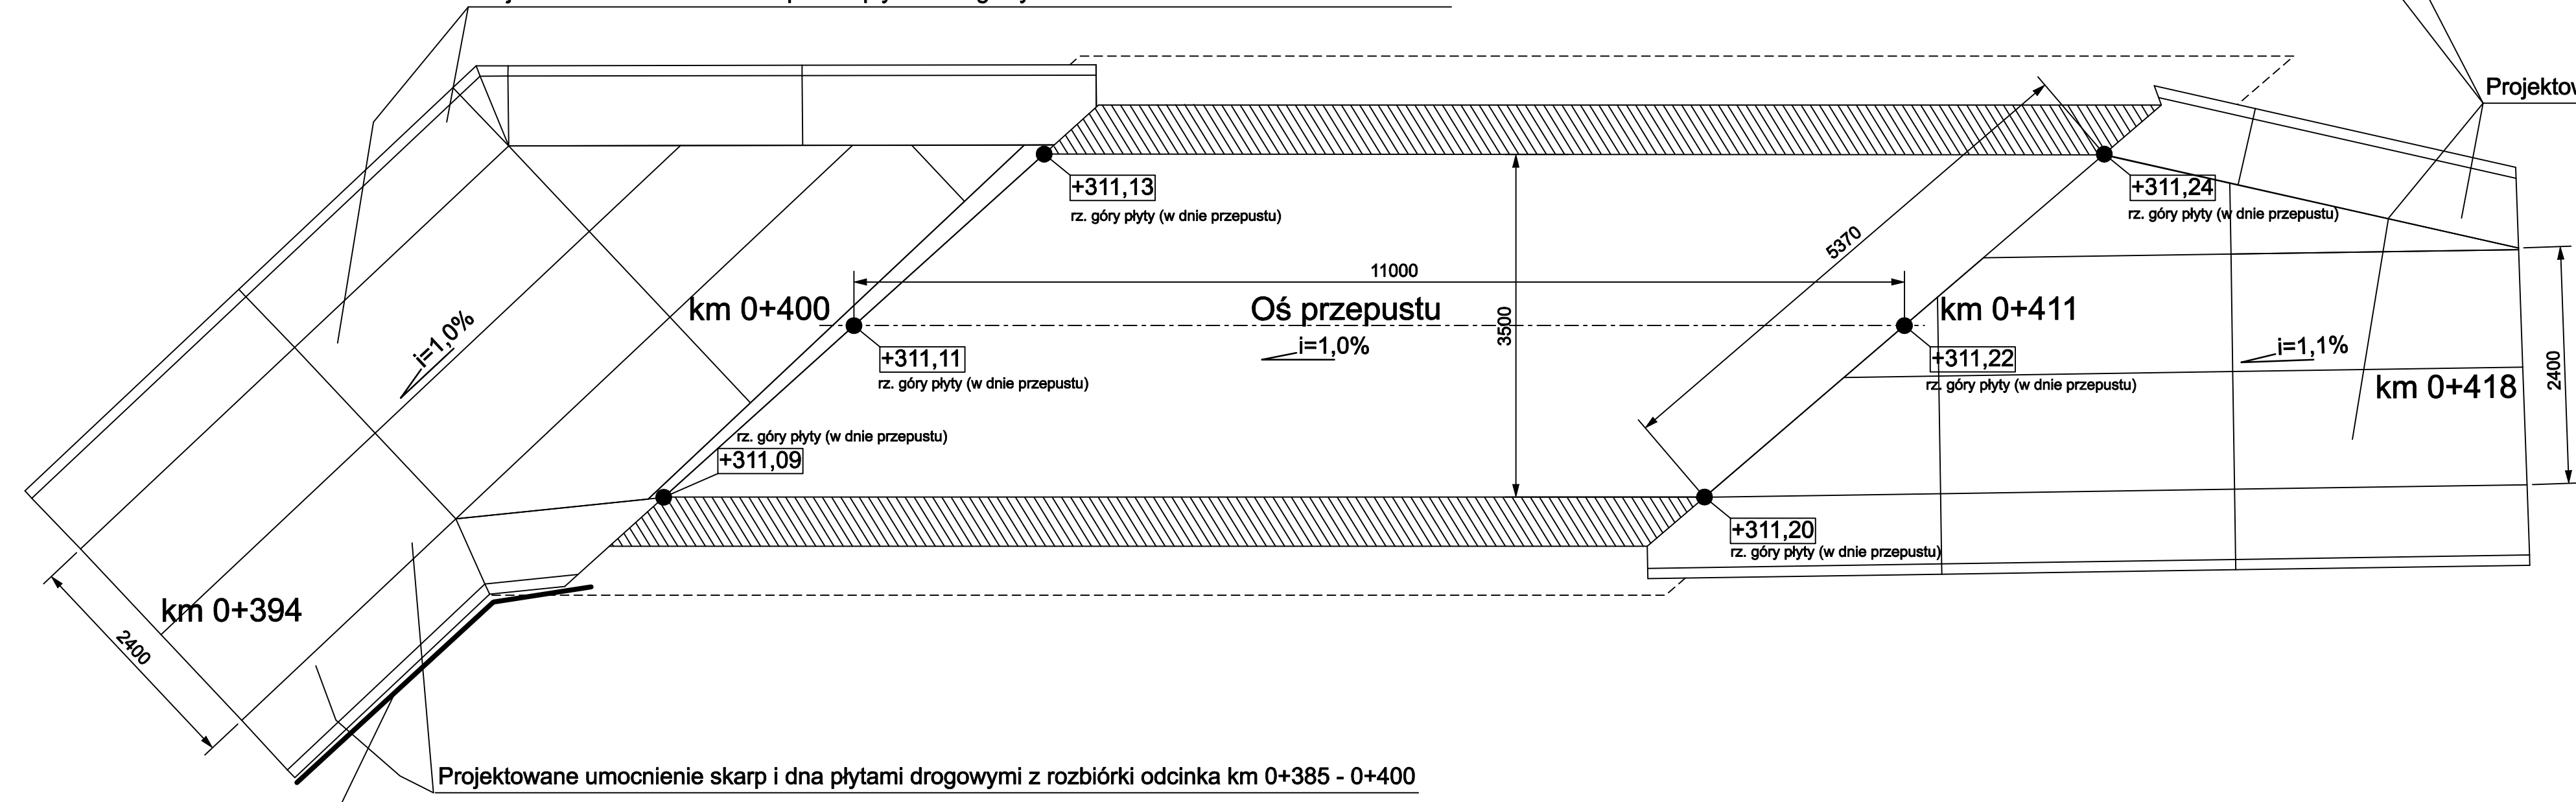 Projektow
+311,13
rz. góry płyty (w dnie przepustu)
+311,24
rz. góry płyty (w dnie przepustu)
5370
11000
km 0+400
Oś przepustu
km 0+411
3500
i=1,0%
i=1,0%
i=1,1%
+311,11
rz. góry płyty (w dnie przepustu)
+311,22
rz. góry płyty (w dnie przepustu)
km 0+418
2400
rz. góry płyty (w dnie przepustu)
+311,09
+311,20
rz. góry płyty (w dnie przepustu)
km 0+394
2400
Projektowane umocnienie skarp i dna płytami drogowymi z rozbiórki odcinka km 0+385 - 0+400